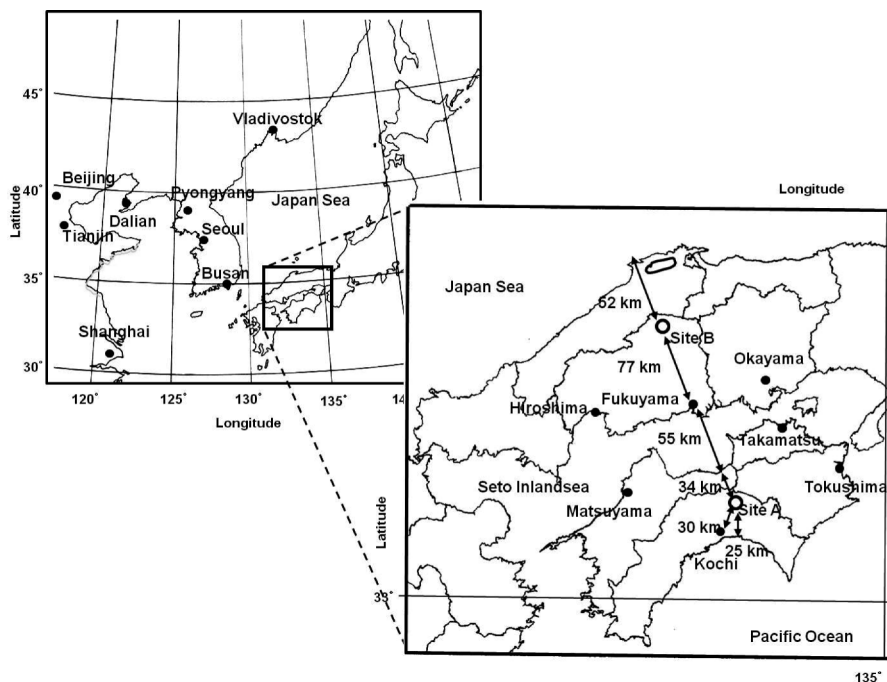 45°
40°
35°
30°
Latitude
Vladivostok
Beijing
Pyongyang
Japan Sea
Dalian
Tianjin
Seoul
Busan
Shanghai
120°
125°
130°
135°
14
Longitude
Longitude
Japan Sea
52 km
Site B
77 km
Okayama
Hiroshima
Fukuyama
55 km
Takamatsu
Seto Inlandsea
34 km
Tokushima
Matsuyama
Site A
30 km
25 km
Kochi
Latitude
33°
Pacific Ocean
135°